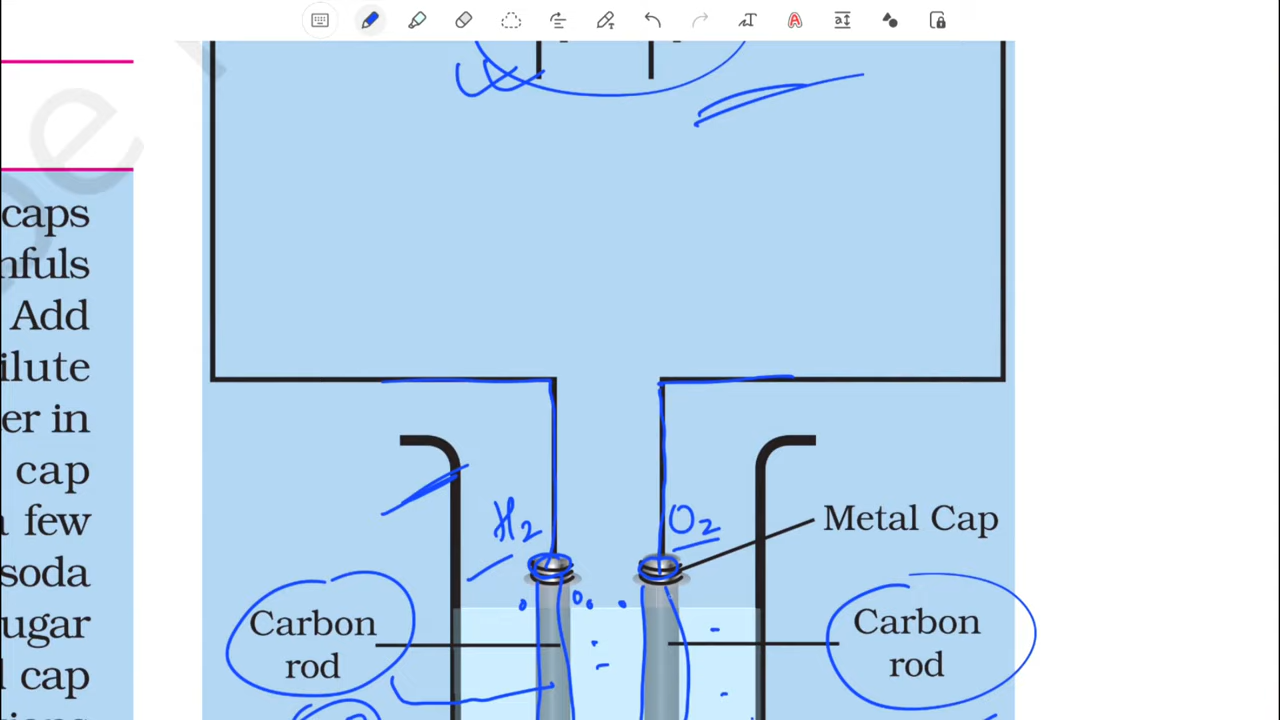 caps
nfuls
Add
ilute
er in
cap
few
soda
ugar
cap
H2
O2
Metal Cap
Carbon
rod
Carbon
rod